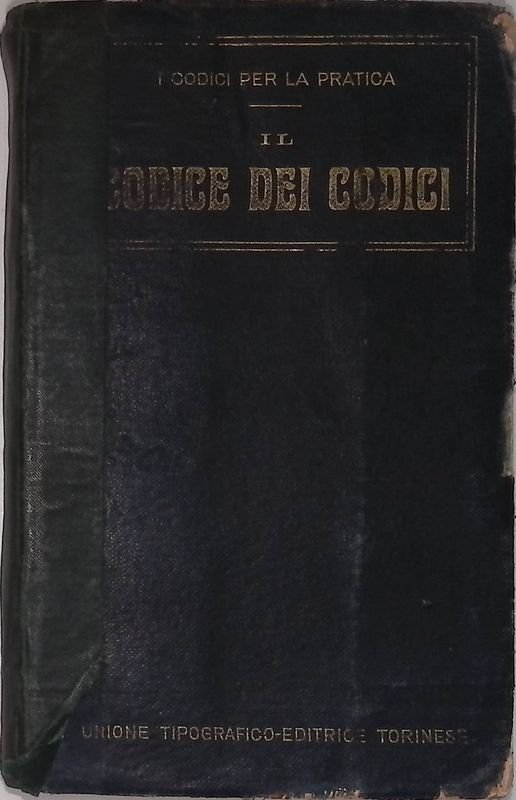 I CODICI PER LA PRATICA
IL
CODICE DEI CODICI
UNIONE TIPOGRAFICO-EDITRICE TORINESE